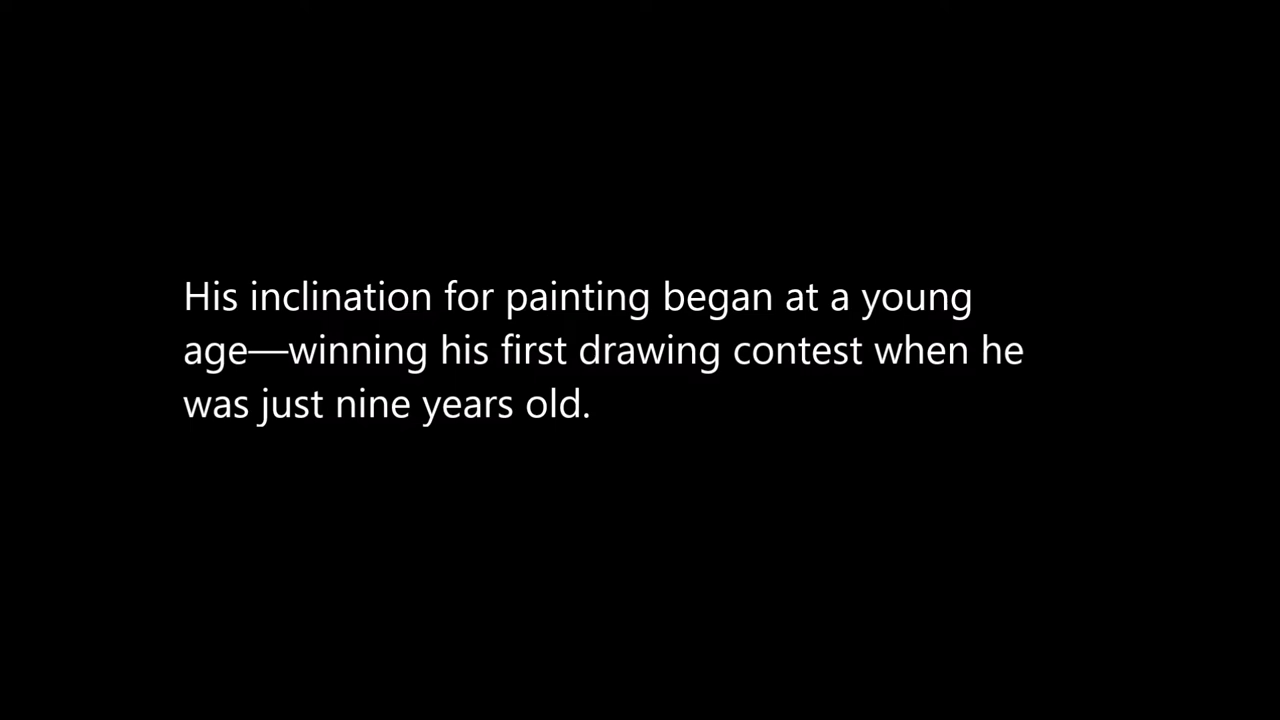 His inclination for painting began at a young
age—winning his first drawing contest when he
was just nine years old.